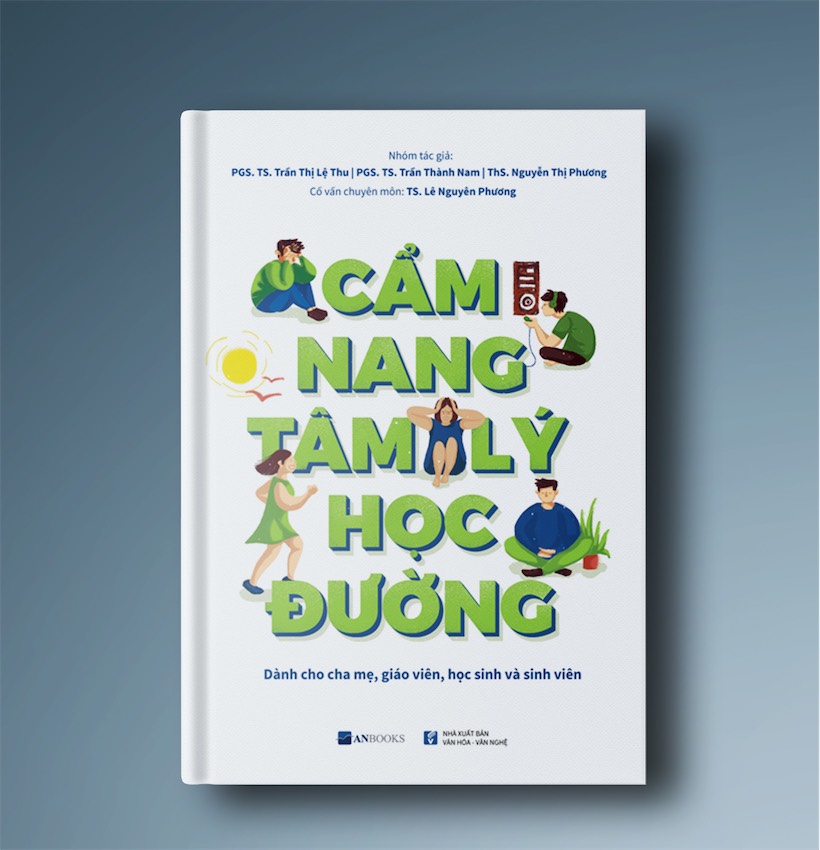 Nhóm tác giả:
PGS. TS. Trần Thị Lệ Thu | PGS. TS. Trần Thành Nam | ThS. Nguyễn Thị Phương
Cố vấn chuyên môn: TS. Lê Nguyên Phương
CẨM
NANG
TÂM LÝ
HỌC
ĐƯỜNG
Dành cho cha mẹ, giáo viên, học sinh và sinh viên
ANBOOKS
NHÀ XUẤT BẢN
VĂN HÓA - VĂN NGHỆ